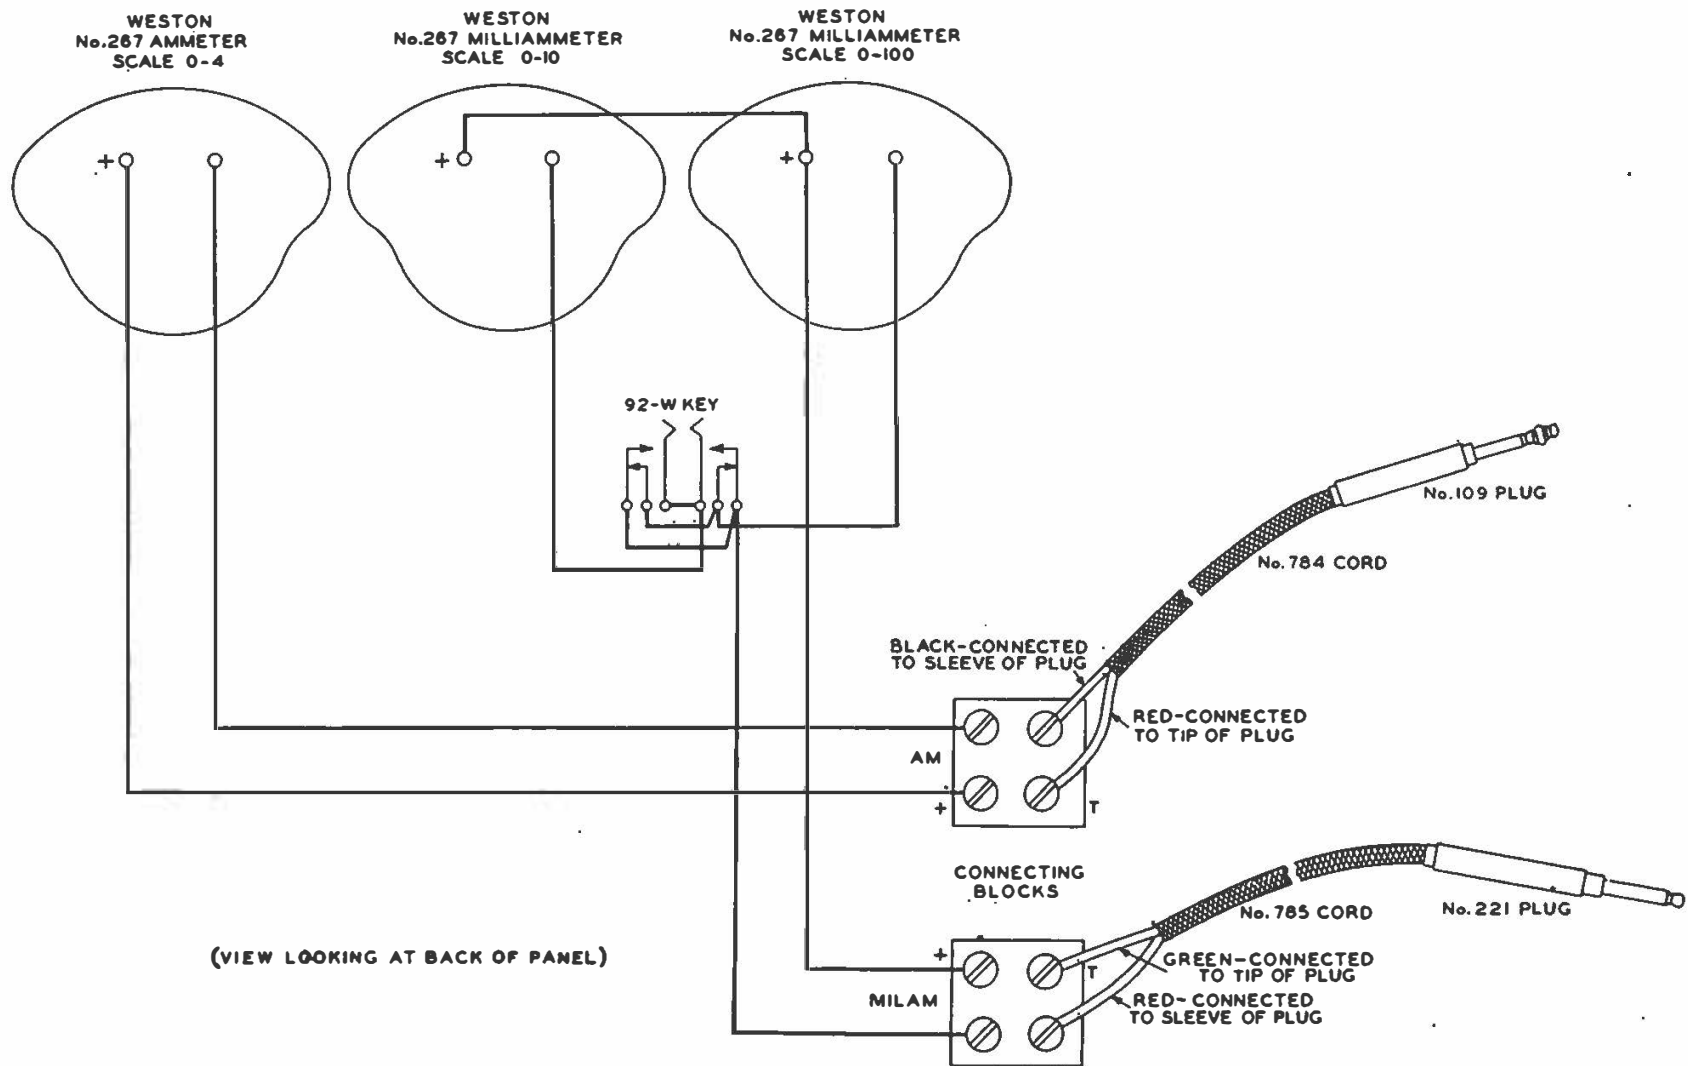 WESTON
No.267 AMMETER
SCALE 0-4
WESTON
No.267 MILLIAMMETER
SCALE 0-10
WESTON
No.267 MILLIAMMETER
SCALE 0-100
+
+
+
92-W KEY
No.109 PLUG
No.784 CORD
BLACK-CONNECTED
TO SLEEVE OF PLUG
RED-CONNECTED
TO TIP OF PLUG
AM
+
T
CONNECTING
BLOCKS
No.785 CORD
No.221 PLUG
(VIEW LOOKING AT BACK OF PANEL)
+
T
GREEN-CONNECTED
TO TIP OF PLUG
MILAM
RED-CONNECTED
TO SLEEVE OF PLUG